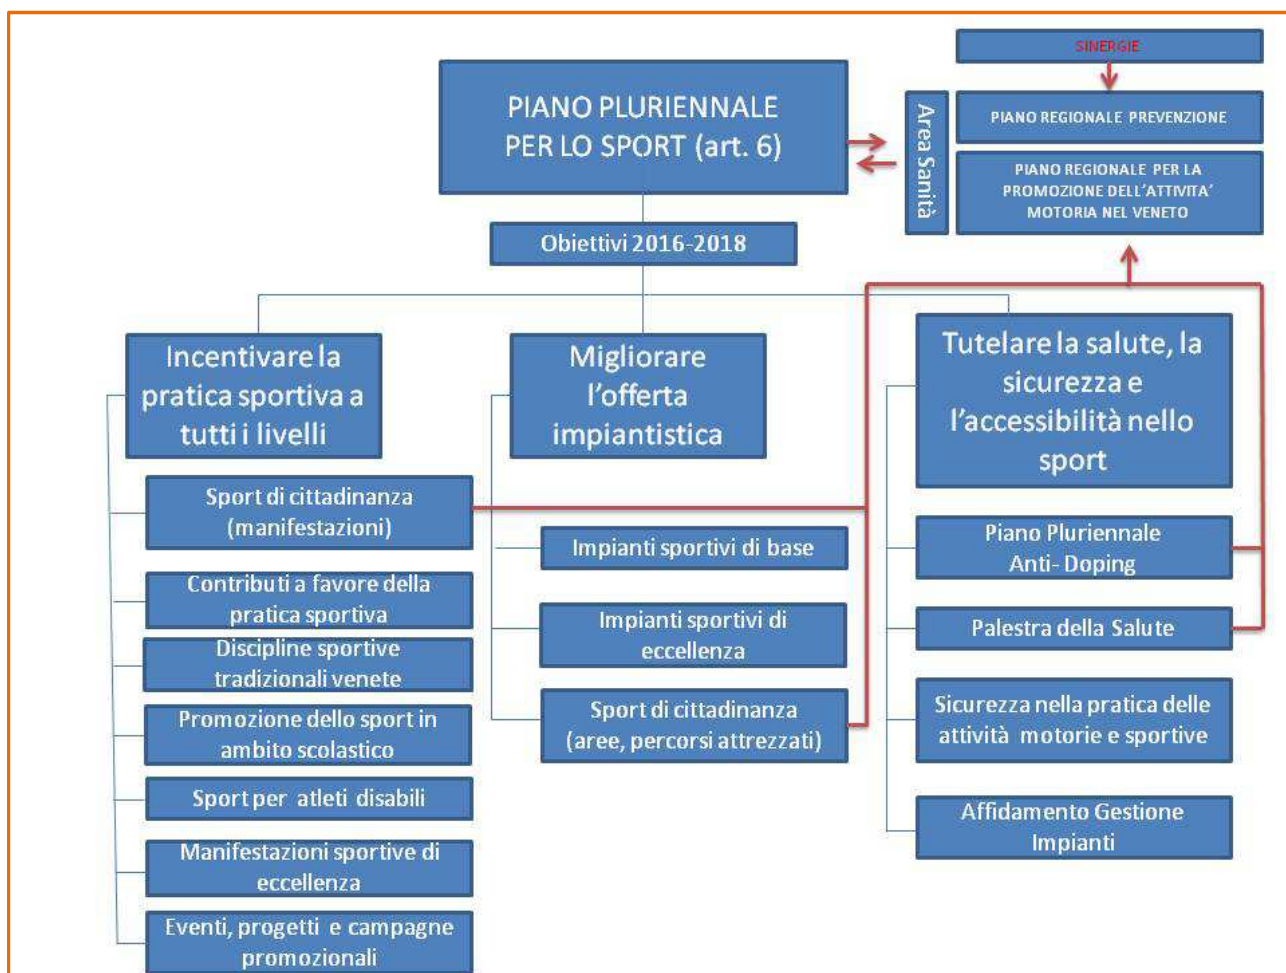 SINERGIE
PIANO PLURIENNALE
PER LO SPORT (art. 6)
Area Sanità
PIANO REGIONALE PREVENZIONE
PIANO REGIONALE PER LA
PROMOZIONE DELL'ATTIVITA'
MOTORIA NEL VENETO
Obiettivi 2016-2018
Incentivare la
pratica sportiva a
tutti i livelli
Sport di cittadinanza
(manifestazioni)
Contributi a favore della
pratica sportiva
Discipline sportive
tradizionali venete
Promozione dello sport in
ambito scolastico
Sport per atleti disabili
Manifestazioni sportive di
eccellenza
Eventi, progetti e campagne
promozionali
Migliorare
l'offerta
impiantistica
Impianti sportivi di base
Impianti sportivi di
eccellenza
Sport di cittadinanza
(aree, percorsi attrezzati)
Tutelare la salute, la
sicurezza e
l'accessibilità nello
sport
Piano Pluriennale
Anti- Doping
Palestra della Salute
Sicurezza nella pratica delle
attività motorie e sportive
Affidamento Gestione
Impianti